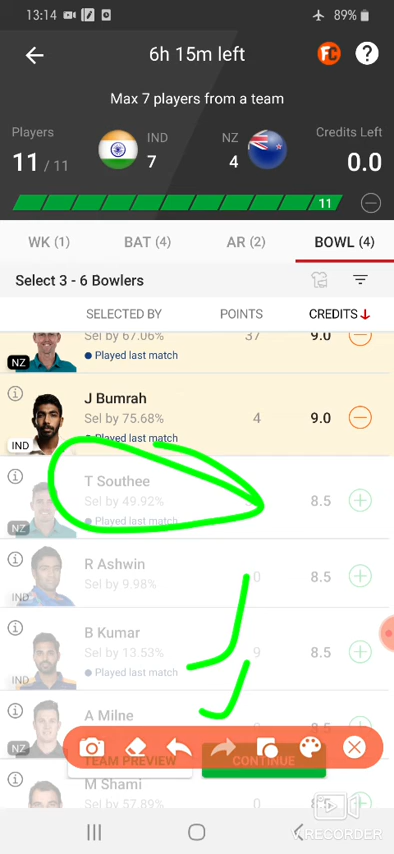 13:14
89%
6h 15m left
FC
?
Max 7 players from a team
Players
11 / 11
IND
7
NZ
4
Credits Left
0.0
11
WK (1)
BAT (4)
AR (2)
BOWL (4)
Select 3 - 6 Bowlers
SELECTED BY
POINTS
CREDITS
Sel by 67.06%
37
9.0
Played last match
NZ
J Bumrah
Sel by 75.68%
4
9.0
Played last match
IND
T Southee
Sel by 49.92%
8.5
Played last match
NZ
R Ashwin
Sel by 9.98%
0
8.5
IND
B Kumar
Sel by 13.53%
9
8.5
Played last match
IND
A Milne
NZ
TEAM PREVIEW
CONTINUE
M Shami
Sel by 57.89%
0
8.5
V RECORDER